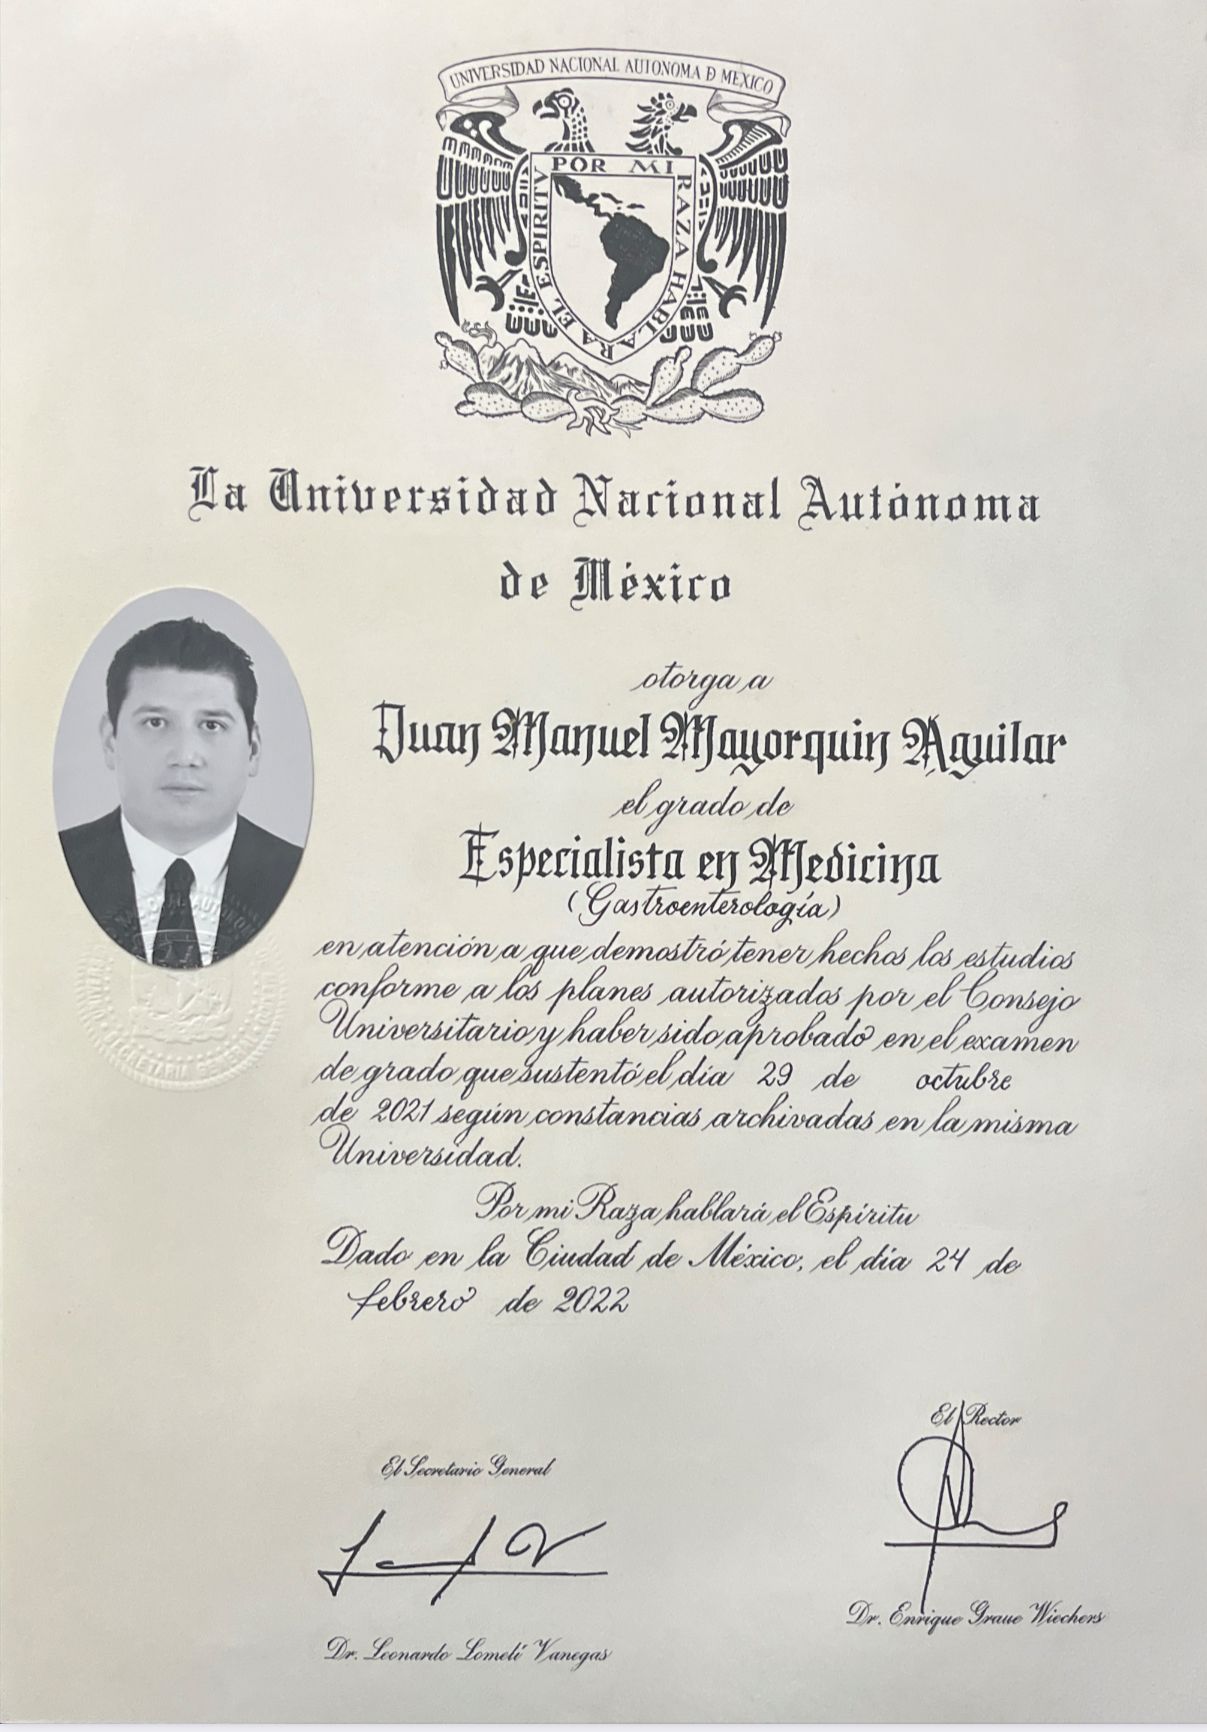 UNIVERSIDAD NACIONAL AUTONOMA D MEXICO
POR MI RAZA HABLARA EL ESPIRITV
La Universidad Nacional Autónoma
de México
otorga a
Juan Manuel Mayorquin Aguilar
el grado de
Especialista en Medicina
(Gastroenterología)
en atención a que demostró tener hechos los estudios
conforme a los planes autorizados por el Consejo
Universitario y haber sido aprobado en el examen
de grado que sustentó el día 29 de octubre
de 2021 según constancias archivadas en la misma
Universidad.
Por mi Raza hablará el Espíritu
Dado en la Ciudad de México, el día 24 de
febrero de 2022
El Rector
El Secretario General
Dr. Enrique Graue Wiechers
Dr. Leonardo Lomelí Vanegas